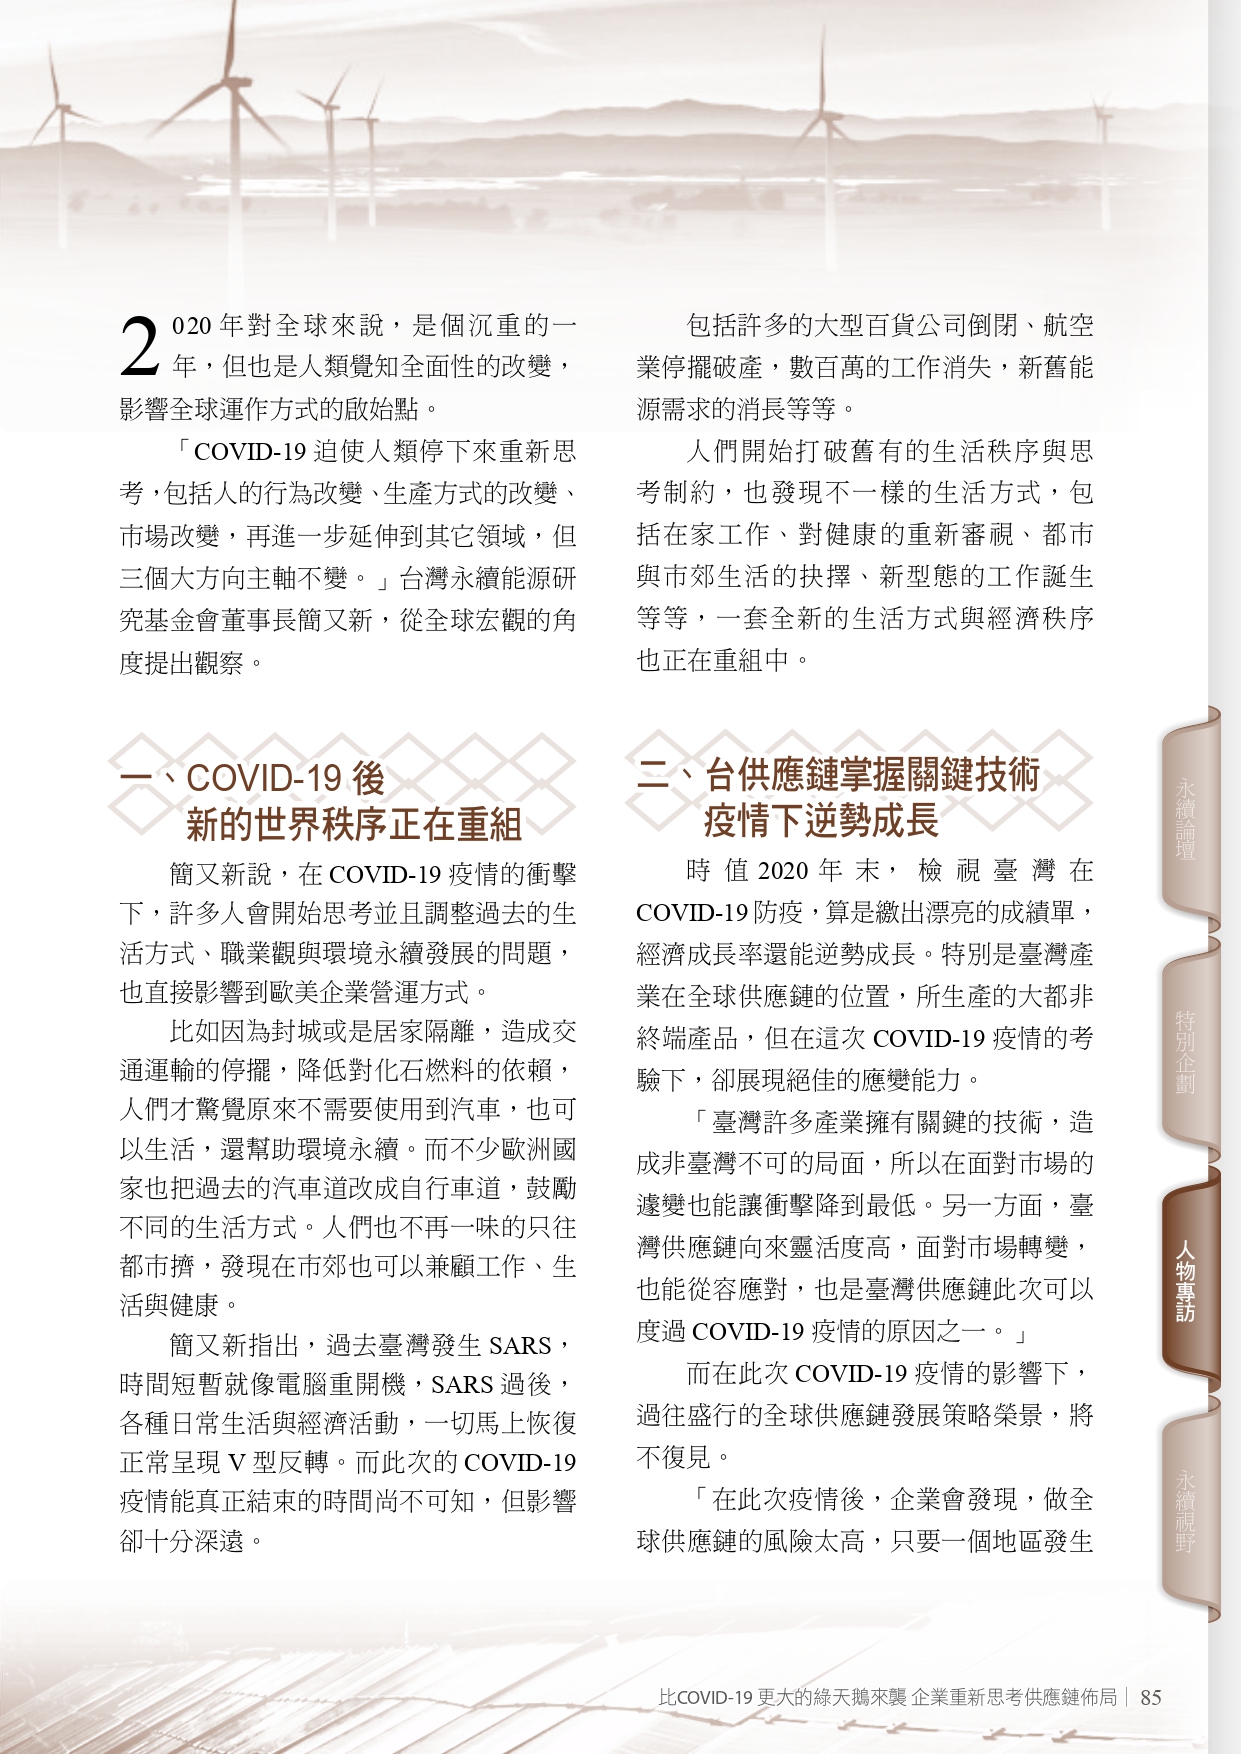 2020 年對全球來說，是個沉重的一
年，但也是人類覺知全面性的改變，
影響全球運作方式的啟始點。
「COVID-19 迫使人類停下來重新思
考，包括人的行為改變、生產方式的改變、
市場改變，再進一步延伸到其它領域，但
三個大方向主軸不變。」台灣永續能源研
究基金會董事長簡又新，從全球宏觀的角
度提出觀察。
一、COVID-19 後
新的世界秩序正在重組
簡又新說，在 COVID-19 疫情的衝擊
下，許多人會開始思考並且調整過去的生
活方式、職業觀與環境永續發展的問題，
也直接影響到歐美企業營運方式。
比如因為封城或是居家隔離，造成交
通運輸的停擺，降低對化石燃料的依賴，
人們才驚覺原來不需要使用到汽車，也可
以生活，還幫助環境永續。而不少歐洲國
家也把過去的汽車道改成自行車道，鼓勵
不同的生活方式。人們也不再一味的只往
都市擠，發現在市郊也可以兼顧工作、生
活與健康。
簡又新指出，過去臺灣發生 SARS，
時間短暫就像電腦重開機，SARS 過後，
各種日常生活與經濟活動，一切馬上恢復
正常呈現 V 型反轉。而此次的 COVID-19
疫情能真正結束的時間尚不可知，但影響
卻十分深遠。
包括許多的大型百貨公司倒閉、航空
業停擺破產，數百萬的工作消失，新舊能
源需求的消長等等。
人們開始打破舊有的生活秩序與思
考制約，也發現不一樣的生活方式，包
括在家工作、對健康的重新審視、都市
與市郊生活的抉擇、新型態的工作誕生
等等，一套全新的生活方式與經濟秩序
也正在重組中。
二、台供應鏈掌握關鍵技術
疫情下逆勢成長
時值 2020 年末，檢視臺灣在
COVID-19 防疫，算是繳出漂亮的成績單，
經濟成長率還能逆勢成長。特別是臺灣產
業在全球供應鏈的位置，所生產的大都非
終端產品，但在這次 COVID-19 疫情的考
驗下，卻展現絕佳的應變能力。
「臺灣許多產業擁有關鍵的技術，造
成非臺灣不可的局面，所以在面對市場的
遽變也能讓衝擊降到最低。另一方面，臺
灣供應鏈向來靈活度高，面對市場轉變，
也能從容應對，也是臺灣供應鏈此次可以
度過 COVID-19 疫情的原因之一。」
而在此次 COVID-19 疫情的影響下，
過往盛行的全球供應鏈發展策略榮景，將
不復見。
「在此次疫情後，企業會發現，做全
球供應鏈的風險太高，只要一個地區發生
永續論壇
特別企劃
人物專訪
永續視野
比COVID-19 更大的綠天鵝來襲 企業重新思考供應鏈佈局｜ 85